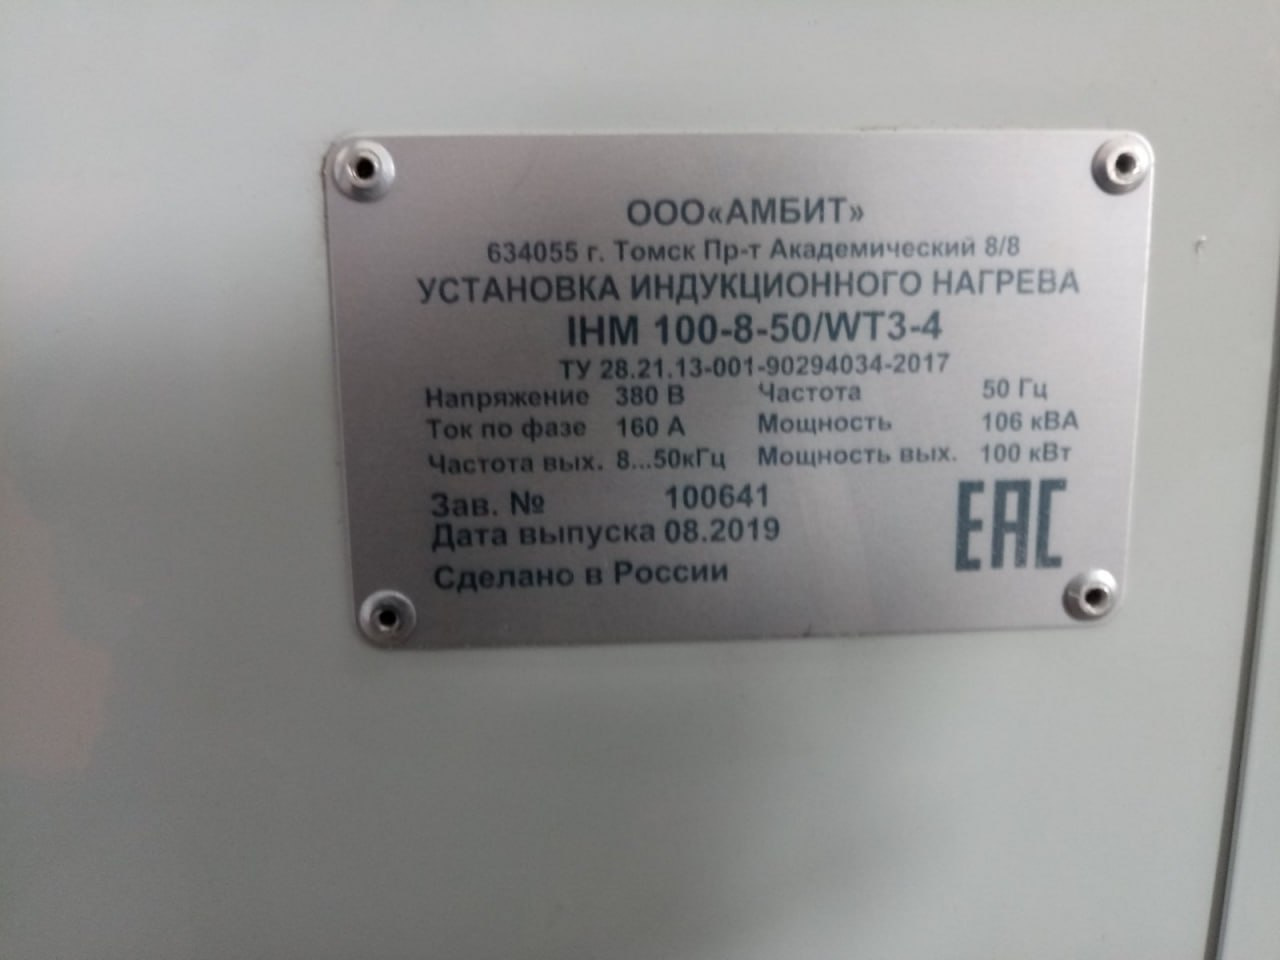 ООО«АМБИТ»
634055 г. Томск Пр-т Академический 8/8
УСТАНОВКА ИНДУКЦИОННОГО НАГРЕВА
IHM 100-8-50/WT3-4
ТУ 28.21.13-001-90294034-2017
Напряжение 380 В Частота 50 Гц
Ток по фазе 160 А Мощность 106 кВА
Частота вых. 8...50кГц Мощность вых. 100 кВт
Зав. № 100641
Дата выпуска 08.2019
Сделано в России
EAC